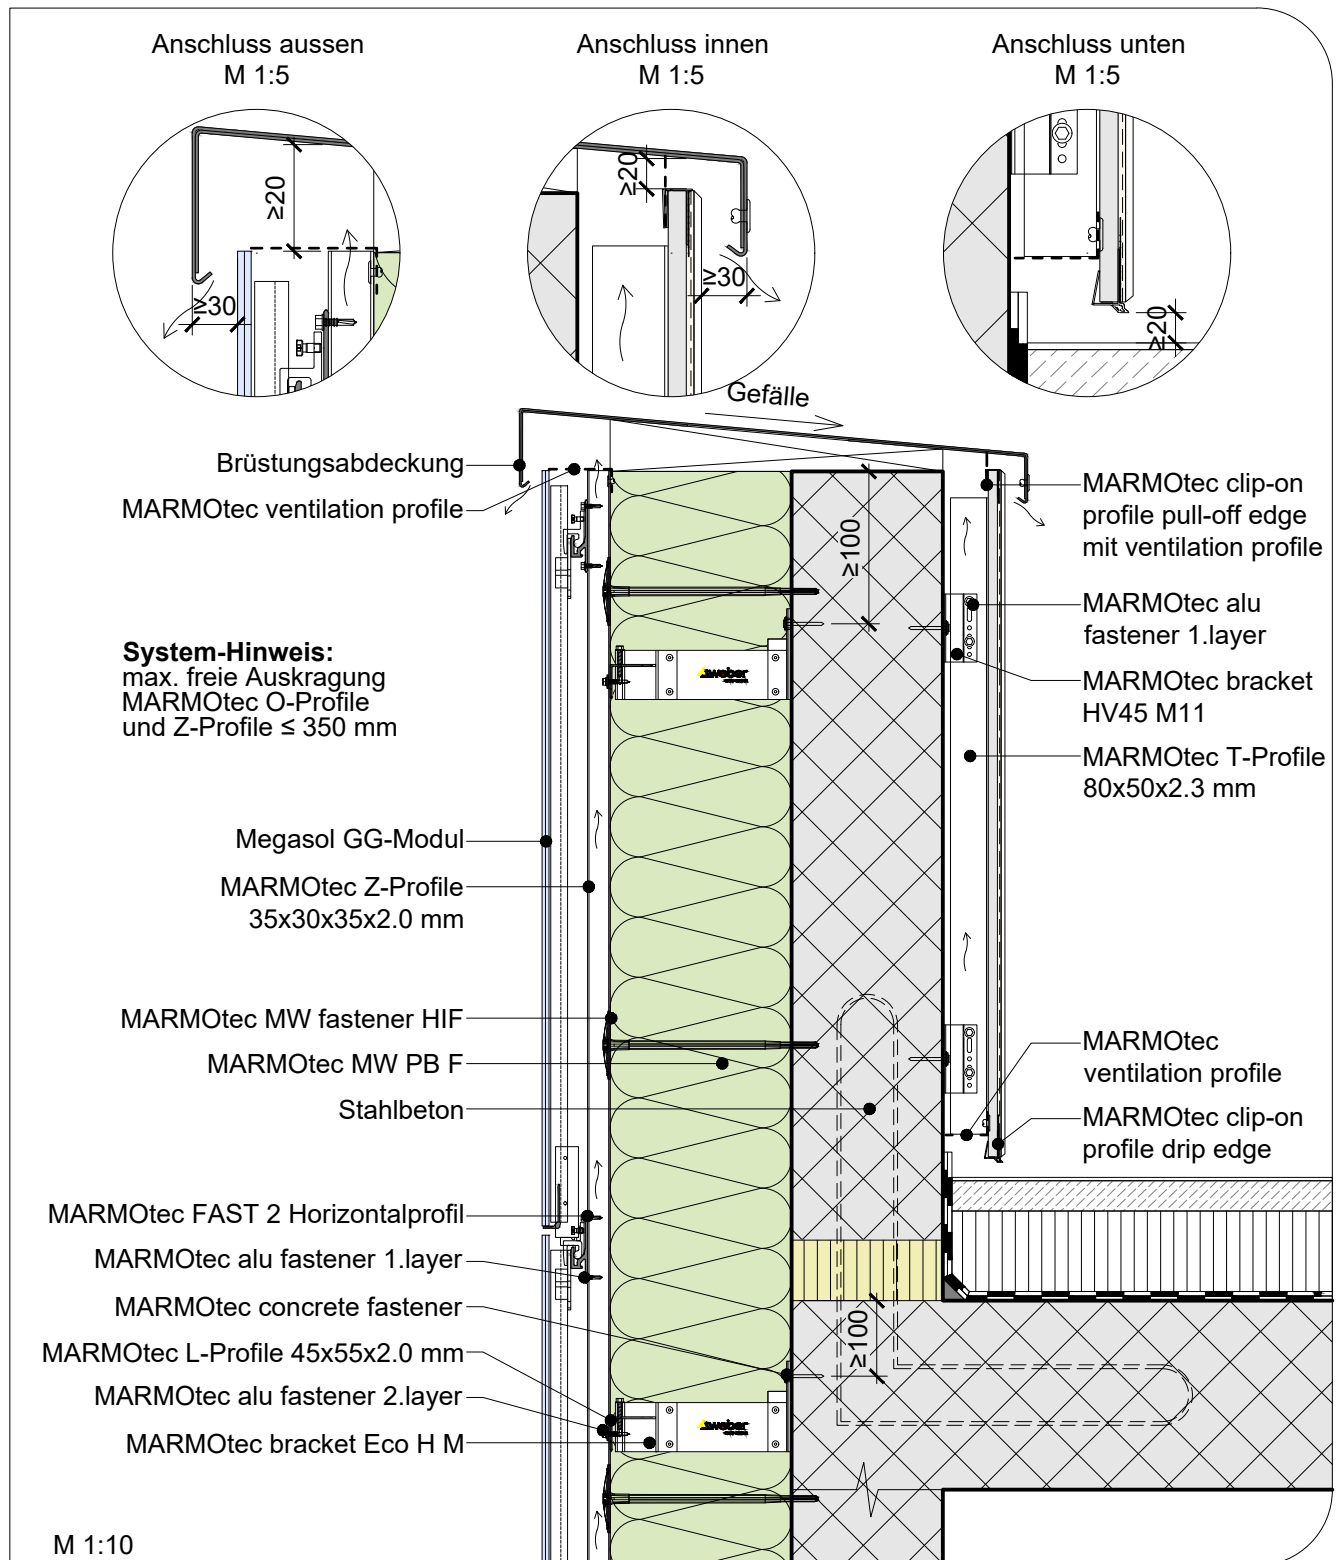 Anschluss aussen
M 1:5
Anschluss innen
M 1:5
Anschluss unten
M 1:5
≥20
≥30
≥20
≥30
≥20
Gefälle
Brüstungsabdeckung
MARMOtec ventilation profile
System-Hinweis:
max. freie Auskragung
MARMOtec O-Profile
und Z-Profile ≤ 350 mm
Megasol GG-Modul
MARMOtec Z-Profile
35x30x35x2.0 mm
MARMOtec MW fastener HIF
MARMOtec MW PB F
Stahlbeton
MARMOtec FAST 2 Horizontalprofil
MARMOtec alu fastener 1.layer
MARMOtec concrete fastener
MARMOtec L-Profile 45x55x2.0 mm
MARMOtec alu fastener 2.layer
MARMOtec bracket Eco H M
≥100
weber
≥100
weber
MARMOtec clip-on
profile pull-off edge
mit ventilation profile
MARMOtec alu
fastener 1.layer
MARMOtec bracket
HV45 M11
MARMOtec T-Profile
80x50x2.3 mm
MARMOtec
ventilation profile
MARMOtec clip-on
profile drip edge
M 1:10